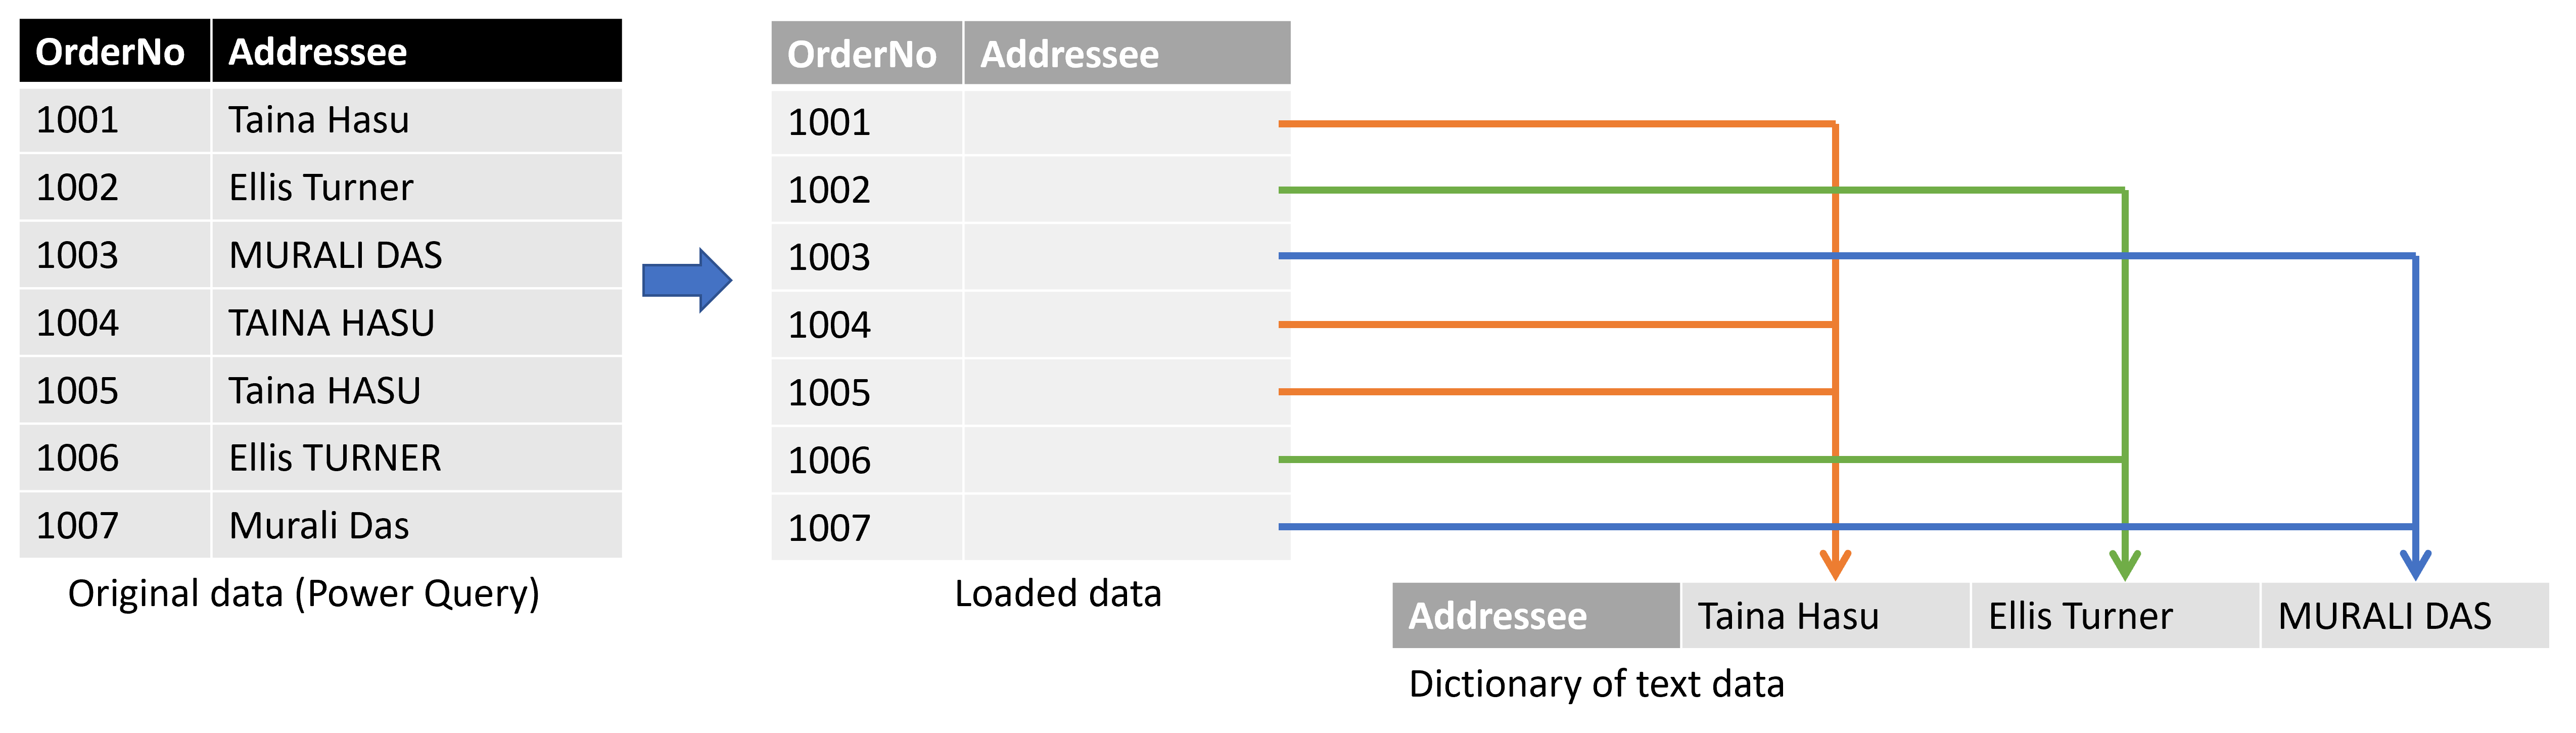 OrderNo Addressee
1001 Taina Hasu
1002 Ellis Turner
1003 MURALI DAS
1004 TAINA HASU
1005 Taina HASU
1006 Ellis TURNER
1007 Murali Das
Original data (Power Query)
OrderNo Addressee
1001
1002
1003
1004
1005
1006
1007
Loaded data
Addressee Taina Hasu Ellis Turner MURALI DAS
Dictionary of text data